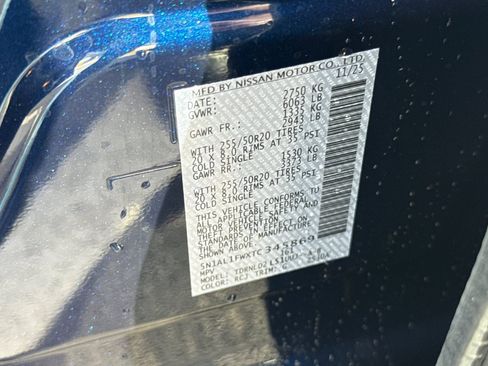 MFD BY NISSAN MOTOR CO., LTD.
DATE: 11/25
GVWR: 2750 KG
6063 LB
GAWR FR.: 1335 KG
2943 LB
WITH 255/50R20 TIRES
20 X 8.0 RIMS AT 35 PSI
COLD SINGLE
GAWR RR.: 1530 KG
3373 LB
WITH 255/50R20 TIRES
20 X 8.0 RIMS AT 35 PSI
COLD SINGLE
THIS VEHICLE CONFORMS TO
ALL APPLICABLE FEDERAL
MOTOR VEHICLE SAFETY AND
THEFT PREVENTION
STANDARDS IN EFFECT ON
THE DATE OF MANUFACTURE
SHOWN ABOVE.
5N1AL1FWXTC345869
MPV
MODEL:
COLOR: RCJ TRIM: G